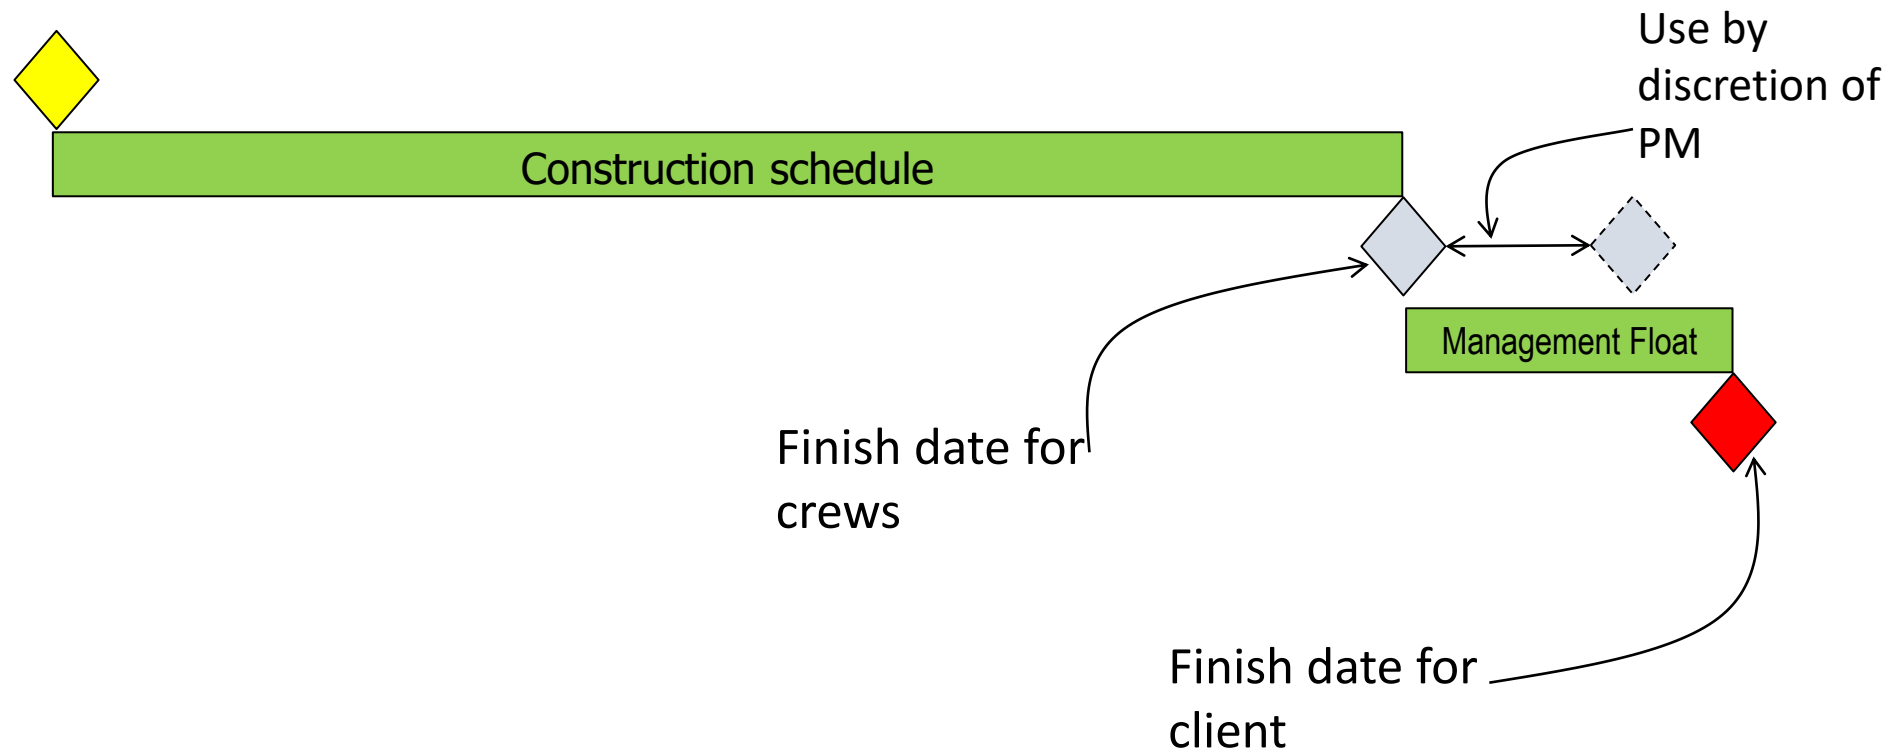 Use by
discretion of
PM
Construction schedule
Management Float
Finish date for
crews
Finish date for
client